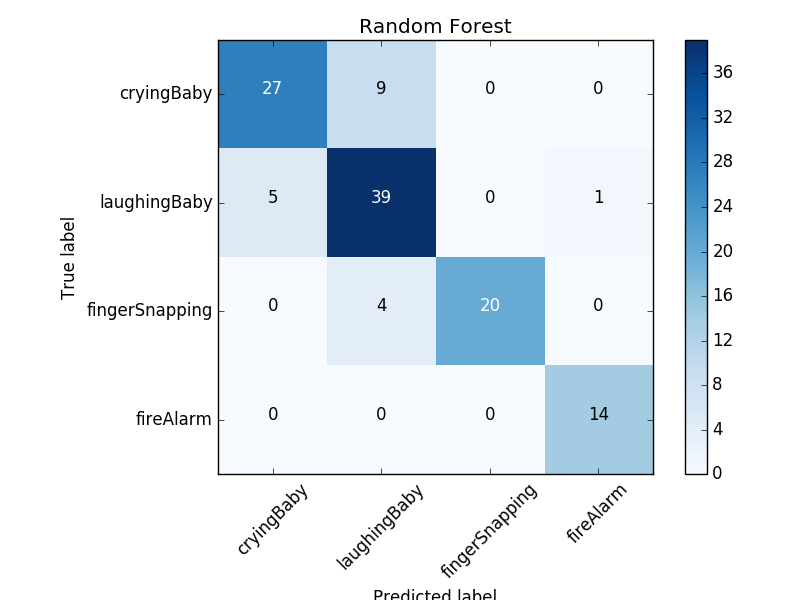 Random Forest
True label
cryingBaby 27 9 0 0
laughingBaby 5 39 0 1
fingerSnapping 0 4 20 0
fireAlarm 0 0 0 14
cryingBaby laughingBaby fingerSnapping fireAlarm
Predicted label
36
32
28
24
20
16
12
8
4
0